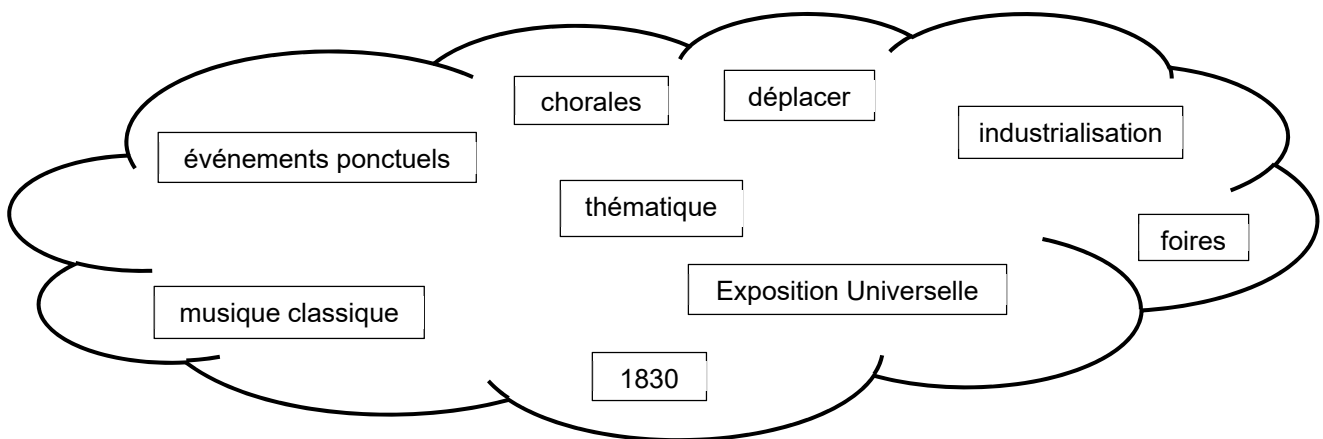 chorales
déplacer
industrialisation
événements ponctuels
thématique
foires
Exposition Universelle
musique classique
1830